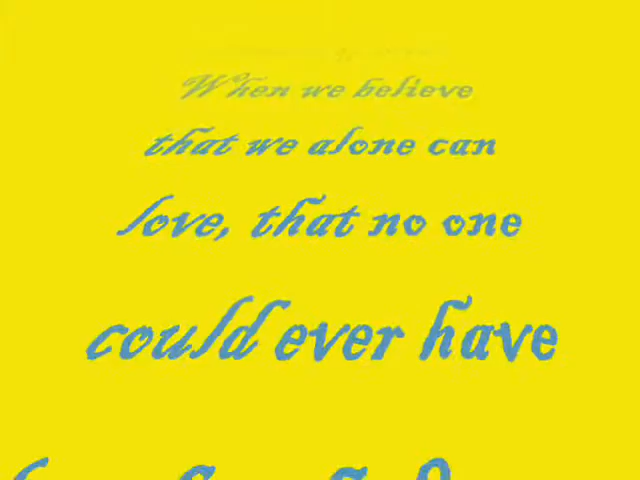 When we believe
that we alone can
love, that no one
could ever have